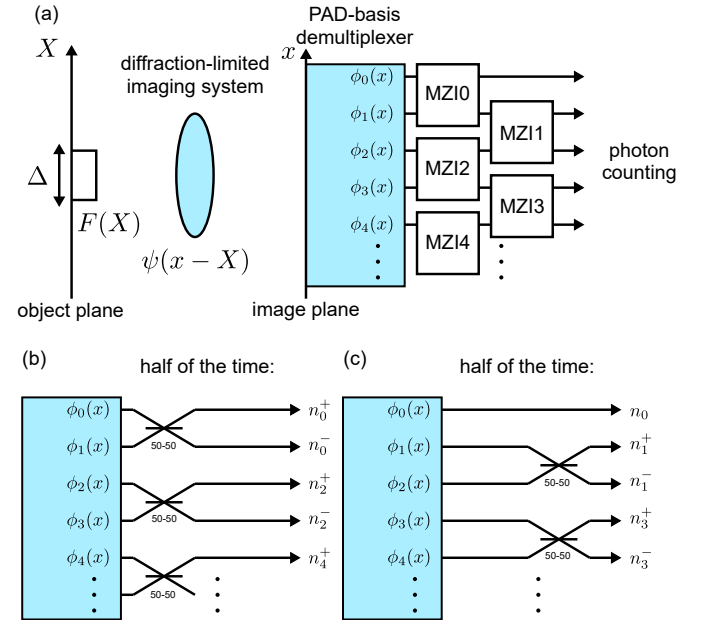 (a)
PAD-basis
demultiplexer
X
diffraction-limited
imaging system
x
ϕ₀(x)
MZI0
ϕ₁(x)
MZI1
ϕ₂(x)
MZI2
ϕ₃(x)
MZI3
ϕ₄(x)
MZI4
photon
counting
Δ
F(X)
ψ(x − X)
object plane
image plane
(b)
half of the time:
ϕ₀(x)
n₀⁺
50-50
ϕ₁(x)
n₀⁻
ϕ₂(x)
n₂⁺
50-50
ϕ₃(x)
n₂⁻
ϕ₄(x)
n₄⁺
50-50
(c)
half of the time:
ϕ₀(x)
n₀
ϕ₁(x)
n₁⁺
50-50
ϕ₂(x)
n₁⁻
ϕ₃(x)
n₃⁺
50-50
ϕ₄(x)
n₃⁻